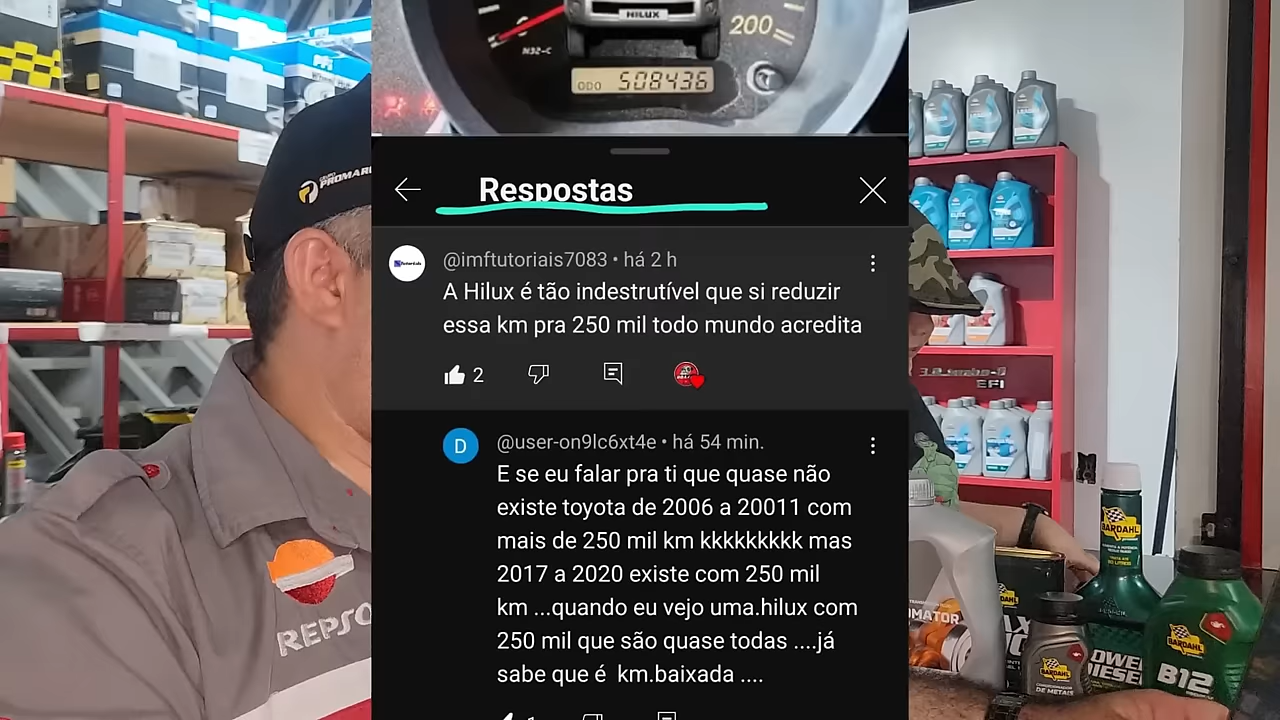 HILUX
200
N32-C
ODO 508436
Respostas
@imftutoriais7083 • há 2 h
A Hilux é tão indestrutível que si reduzir
essa km pra 250 mil todo mundo acredita
2
D
@user-on9lc6xt4e • há 54 min.
E se eu falar pra ti que quase não
existe toyota de 2006 a 20011 com
mais de 250 mil km kkkkkkkkk mas
2017 a 2020 existe com 250 mil
km ...quando eu vejo uma.hilux com
250 mil que são quase todas ....já
sabe que é km.baixada ....
GRUPO
PROMAR
REPSO
EFI
BARDAHL
BARDAHL
BARDAHL
B12